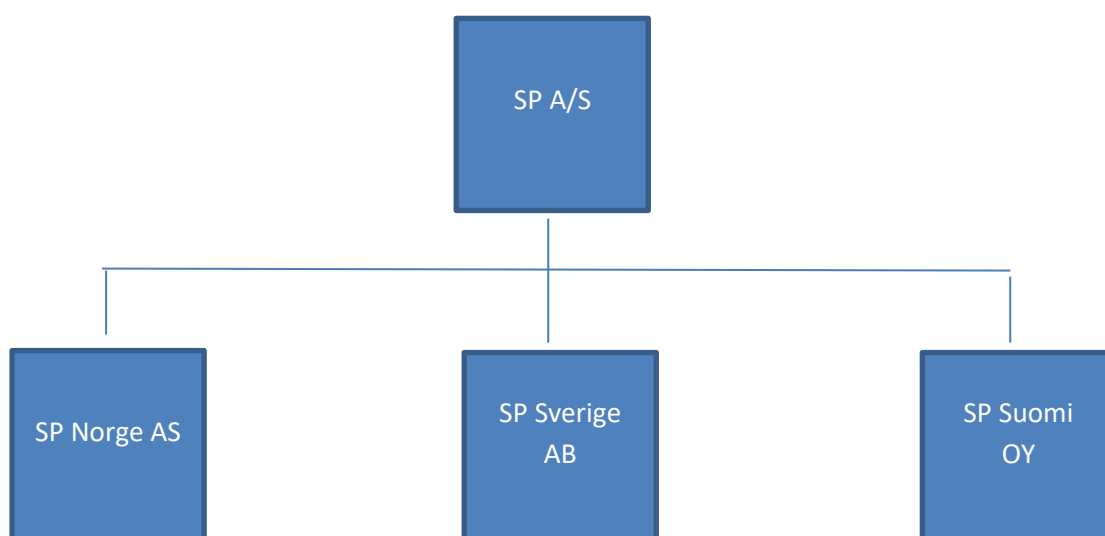 SP A/S
SP Norge AS
SP Sverige
AB
SP Suomi
OY